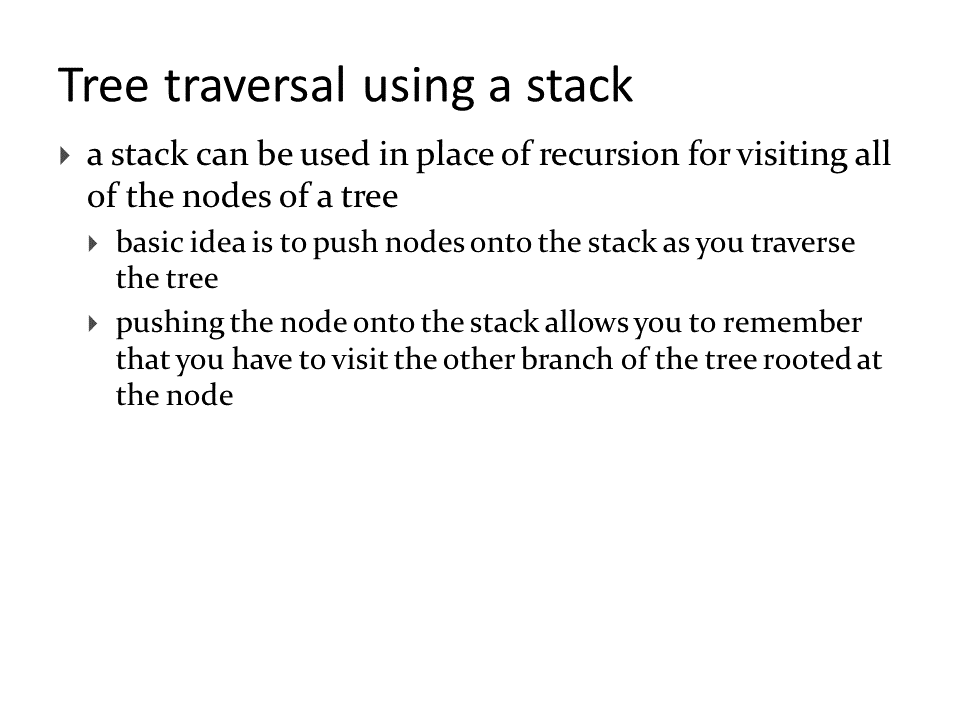 Tree traversal using a stack
a stack can be used in place of recursion for visiting all
of the nodes of a tree
basic idea is to push nodes onto the stack as you traverse
the tree
pushing the node onto the stack allows you to remember
that you have to visit the other branch of the tree rooted at
the node